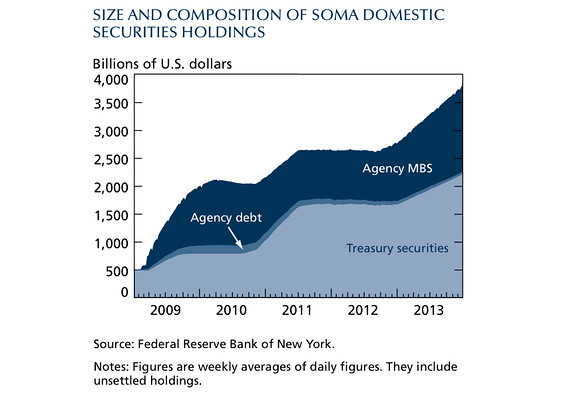 SIZE AND COMPOSITION OF SOMA DOMESTIC
SECURITIES HOLDINGS
Billions of U.S. dollars
4,000
3,500
3,000
2,500
2,000
1,500
1,000
500
0
Agency MBS
Agency debt
Treasury securities
2009 2010 2011 2012 2013
Source: Federal Reserve Bank of New York.
Notes: Figures are weekly averages of daily figures. They include
unsettled holdings.